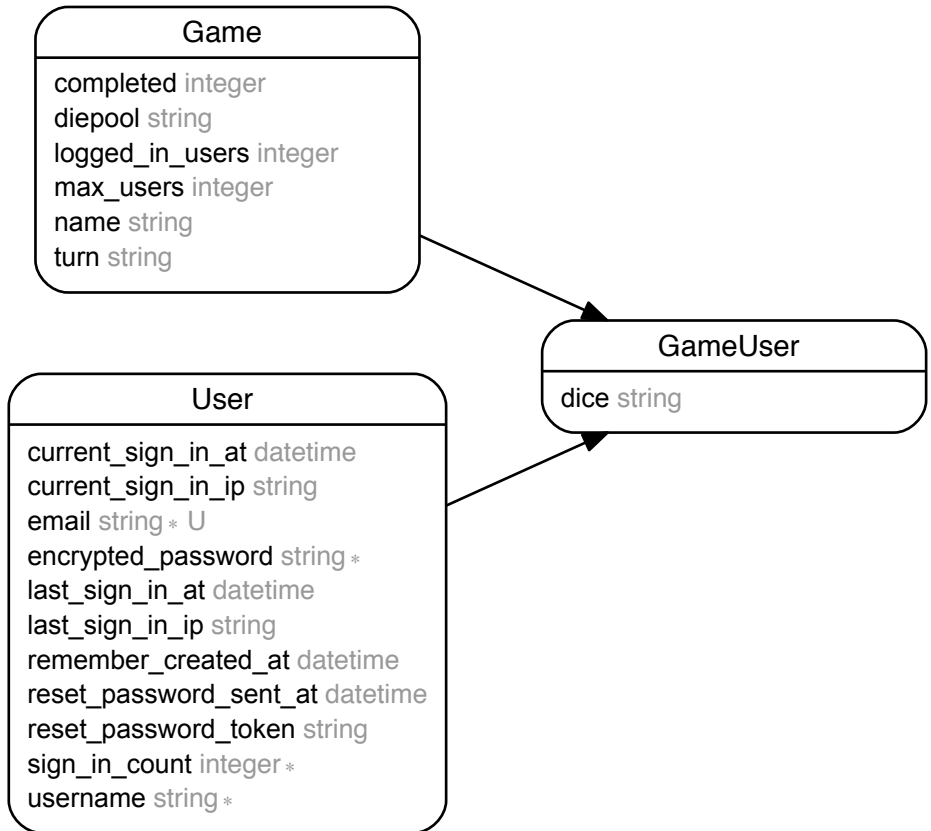 Game
completed integer
diepool string
logged_in_users integer
max_users integer
name string
turn string
GameUser
dice string
User
current_sign_in_at datetime
current_sign_in_ip string
email string ∗ U
encrypted_password string ∗
last_sign_in_at datetime
last_sign_in_ip string
remember_created_at datetime
reset_password_sent_at datetime
reset_password_token string
sign_in_count integer ∗
username string ∗